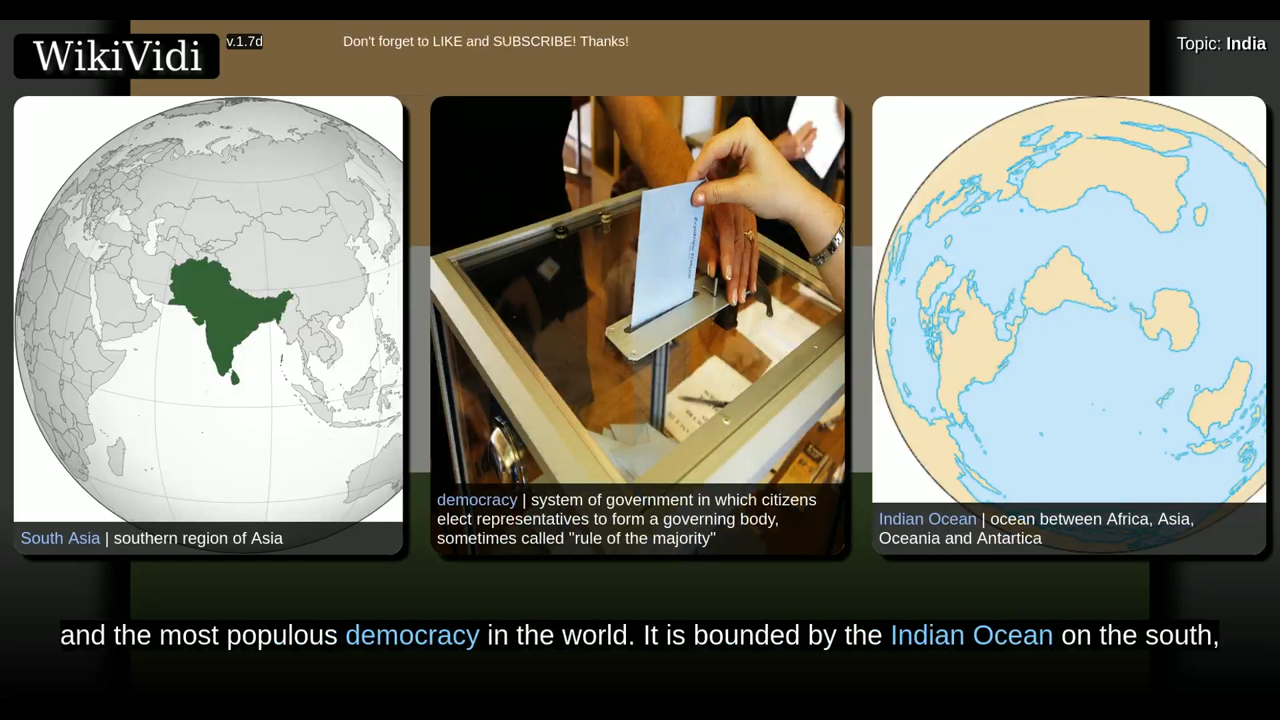 WikiVidi
v.1.7d
Don't forget to LIKE and SUBSCRIBE! Thanks!
Topic: India
South Asia | southern region of Asia
democracy | system of government in which citizens
elect representatives to form a governing body,
sometimes called "rule of the majority"
Indian Ocean | ocean between Africa, Asia,
Oceania and Antartica
and the most populous democracy in the world. It is bounded by the Indian Ocean on the south,